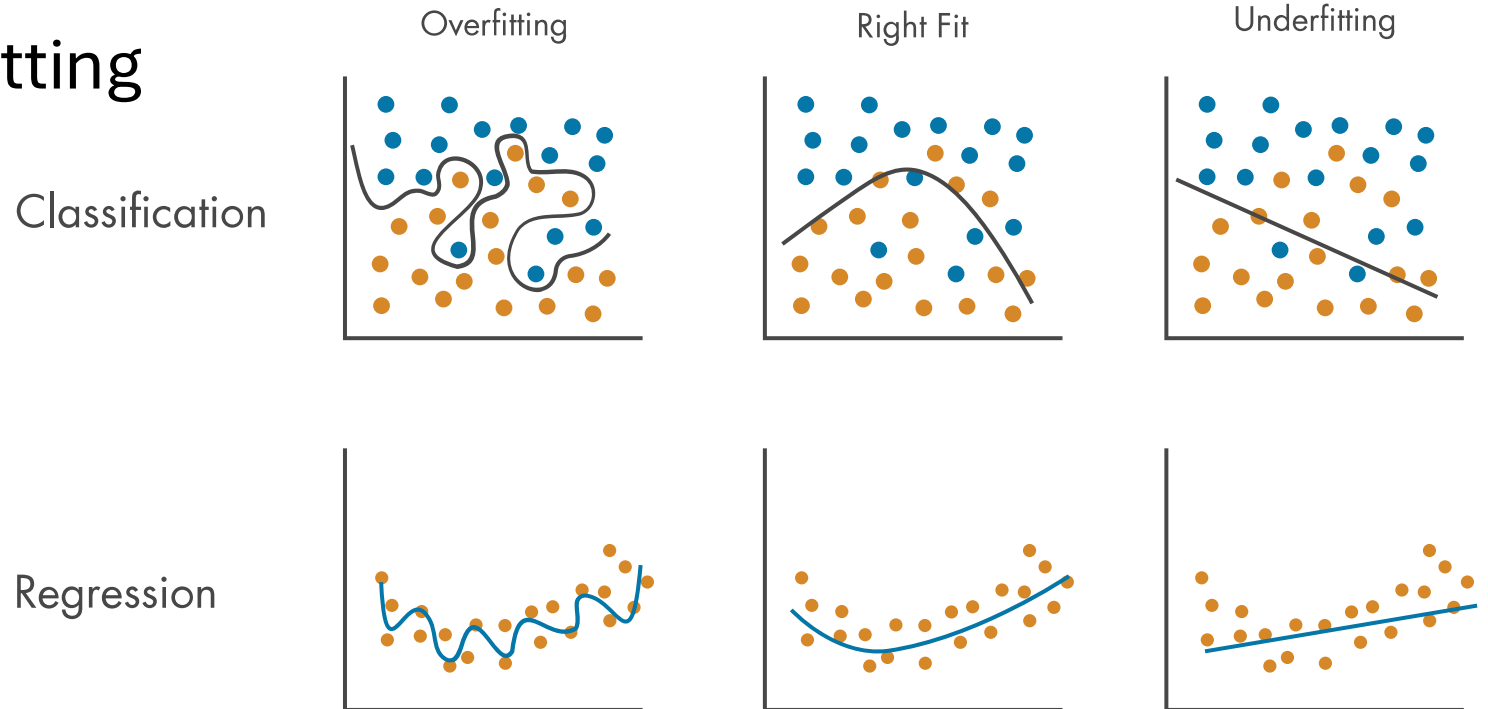 tting
Overfitting
Right Fit
Underfitting
Classification
Regression